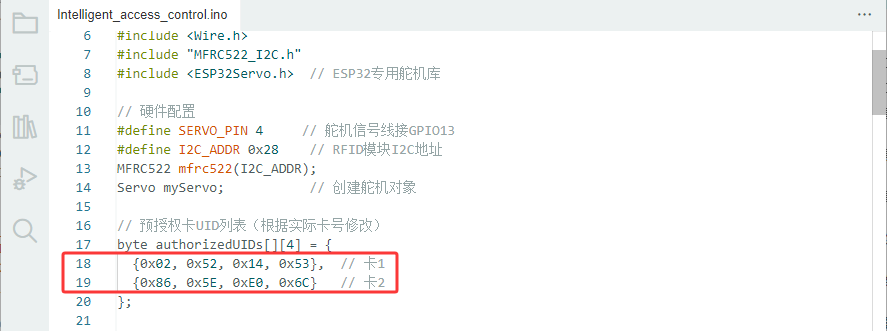 Intelligent_access_control.ino
...
6 #include <Wire.h>
7 #include "MFRC522_I2C.h"
8 #include <ESP32Servo.h>  // ESP32专用舵机库
9
10 // 硬件配置
11 #define SERVO_PIN 4     // 舵机信号线接GPIO13
12 #define I2C_ADDR 0x28    // RFID模块I2C地址
13 MFRC522 mfrc522(I2C_ADDR);
14 Servo myServo;           // 创建舵机对象
15
16 // 预授权卡UID列表（根据实际卡号修改）
17 byte authorizedUIDs[][4] = {
18   {0x02, 0x52, 0x14, 0x53},  // 卡1
19   {0x86, 0x5E, 0xE0, 0x6C}   // 卡2
20 };
21